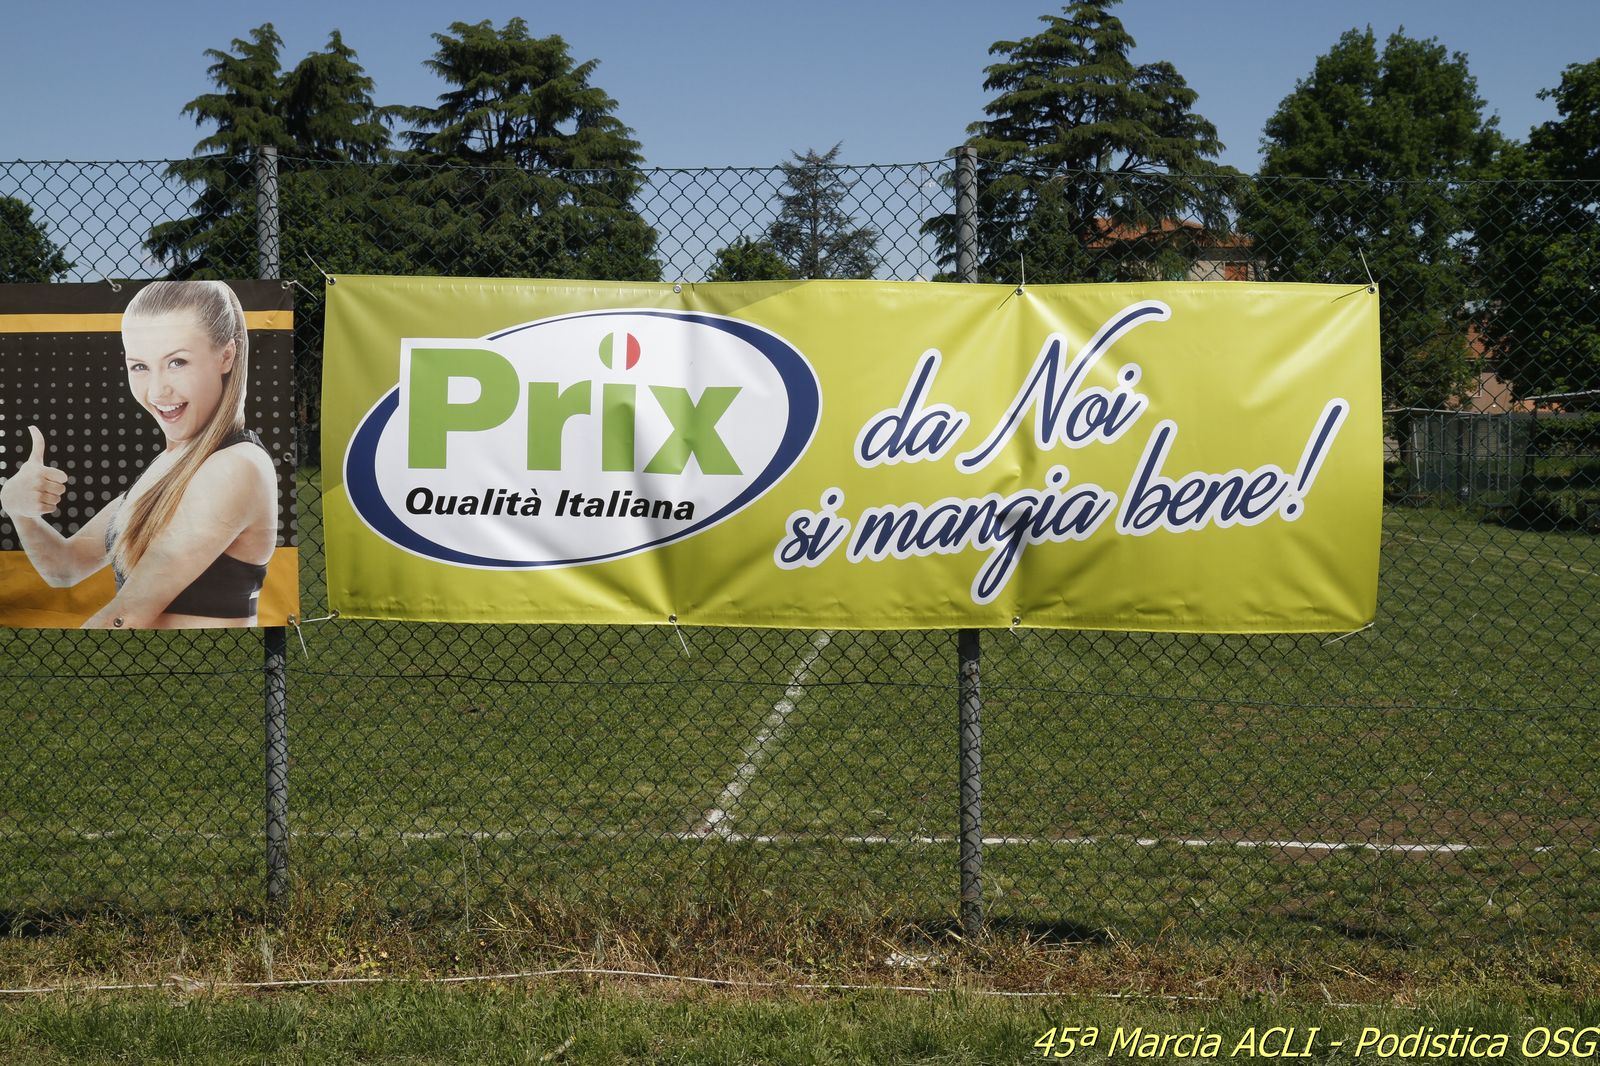 Prix
Qualità Italiana
da Noi
si mangia bene!
45ª Marcia ACLI - Podistica OSG